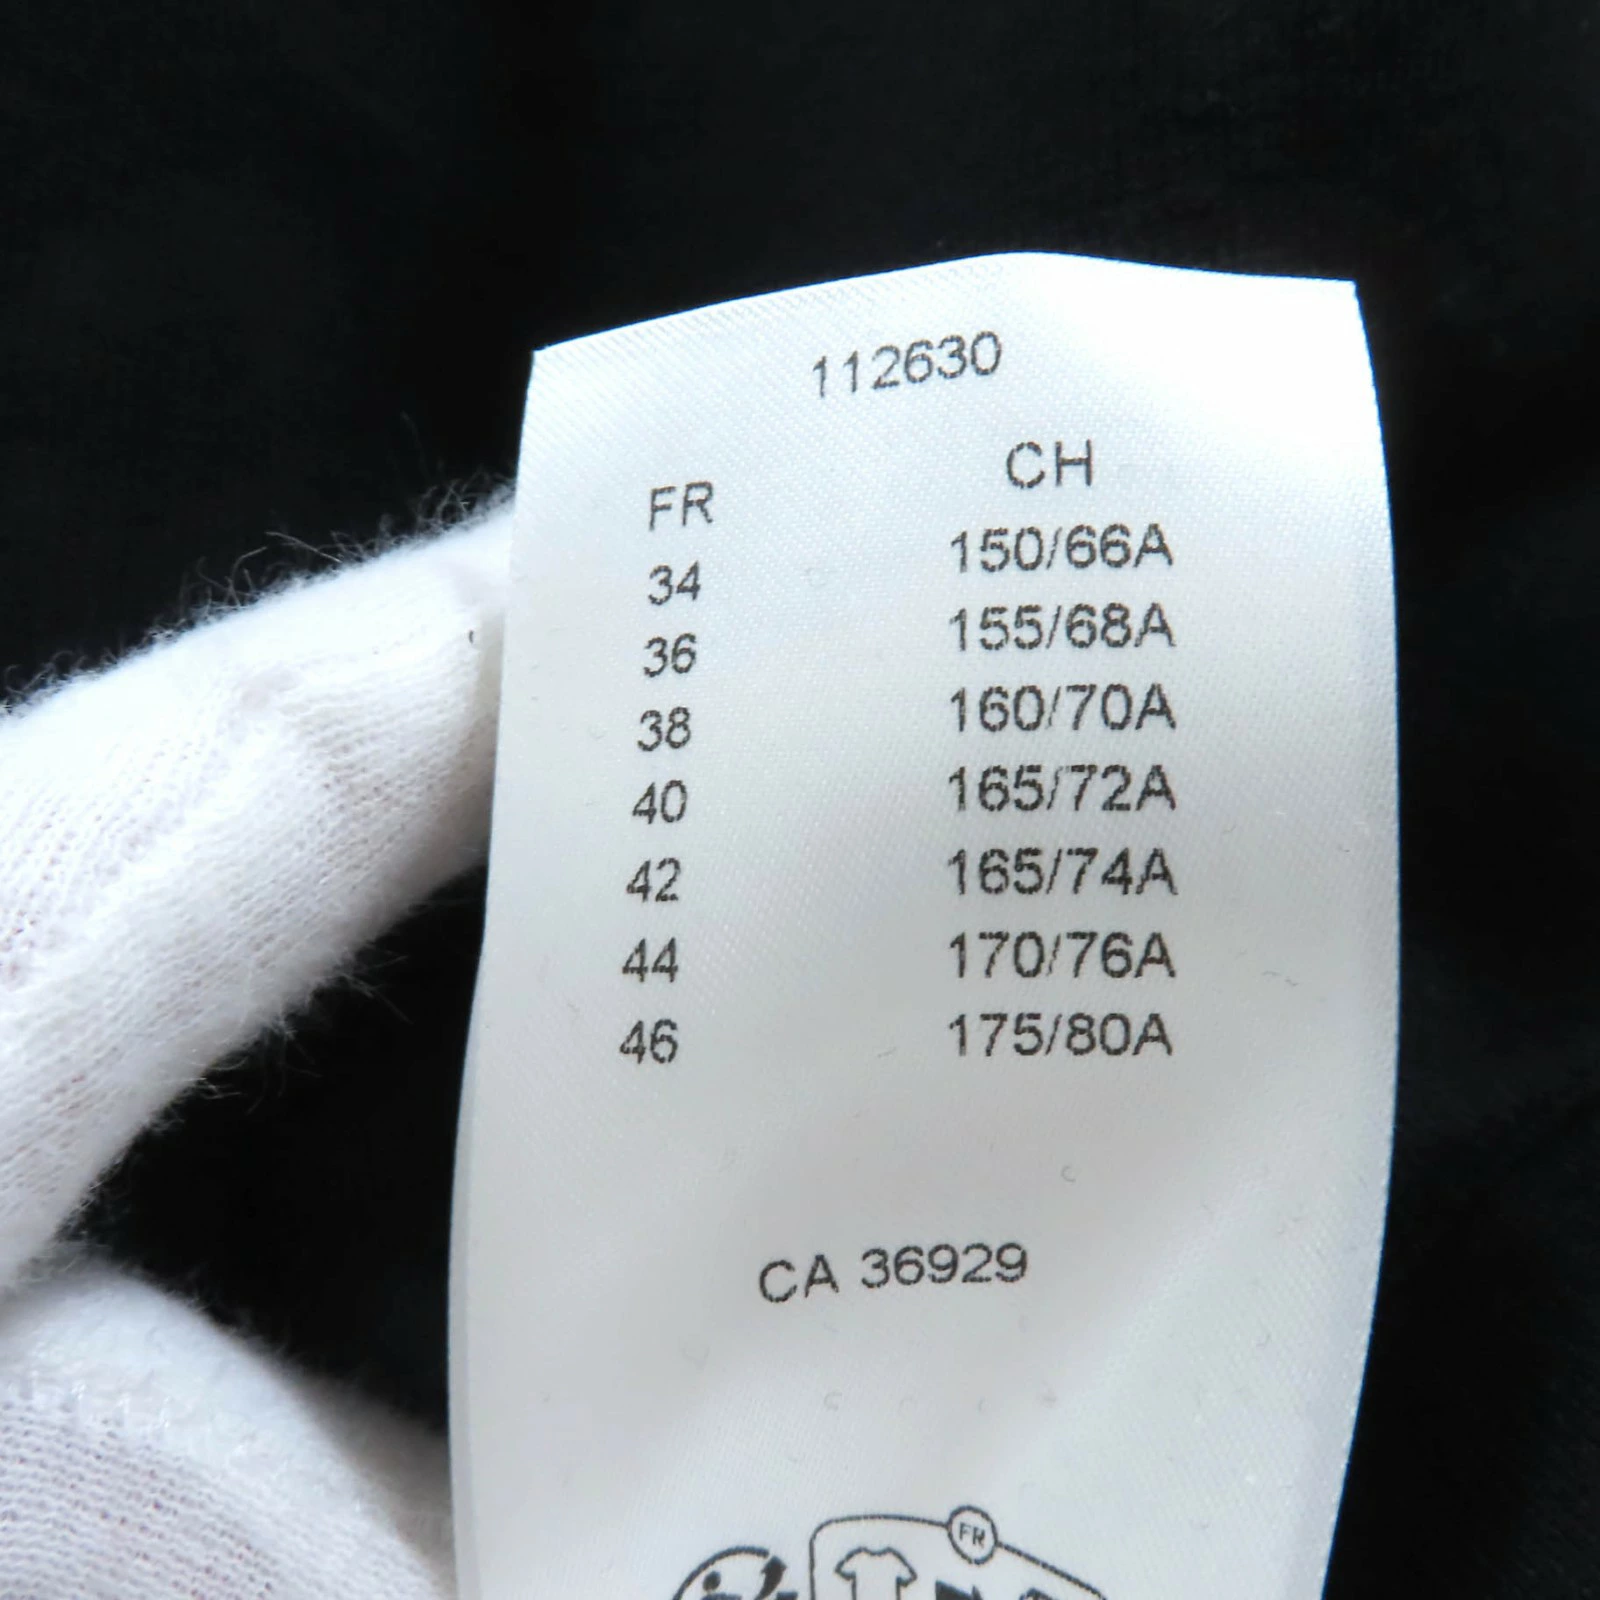 112630
FR CH
34 150/66A
36 155/68A
38 160/70A
40 165/72A
42 165/74A
44 170/76A
46 175/80A
CA 36929
FR